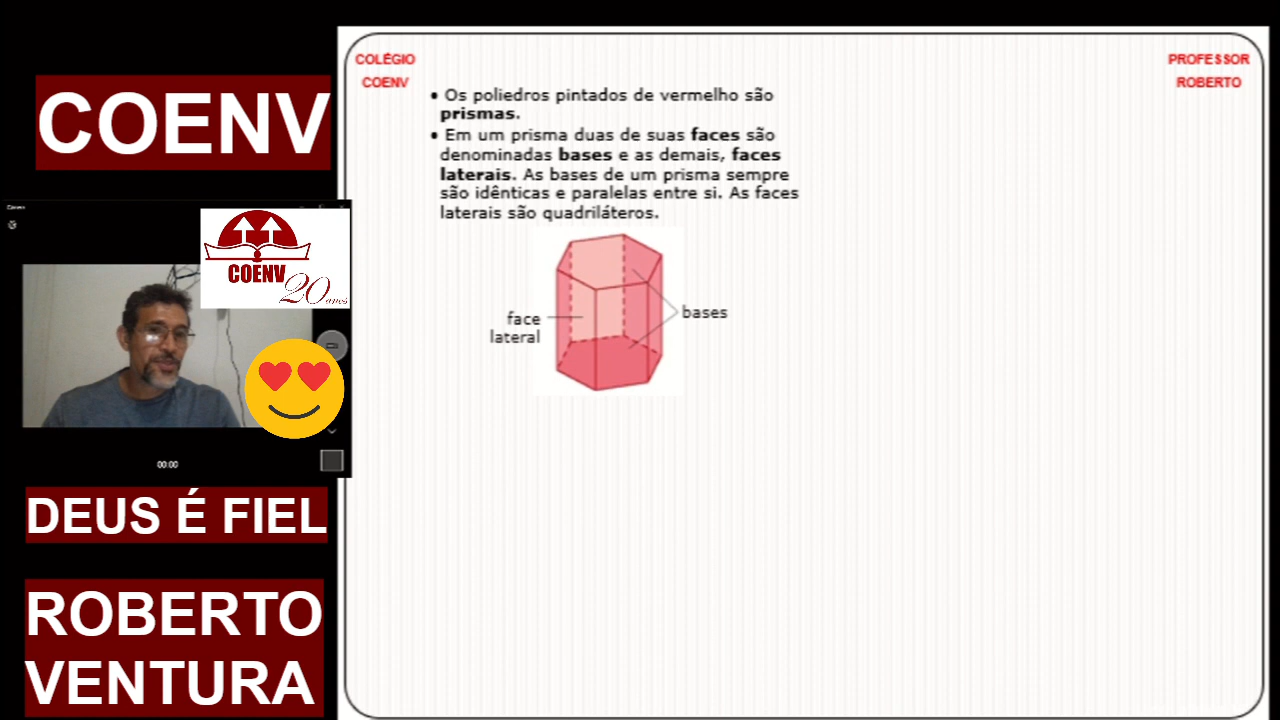 COENV
COENV
20 anos
00:00
DEUS É FIEL
ROBERTO
VENTURA
COLÉGIO
COENV
PROFESSOR
ROBERTO
• Os poliedros pintados de vermelho são
prismas.
• Em um prisma duas de suas faces são
denominadas bases e as demais, faces
laterais. As bases de um prisma sempre
são idênticas e paralelas entre si. As faces
laterais são quadriláteros.
face
lateral
bases